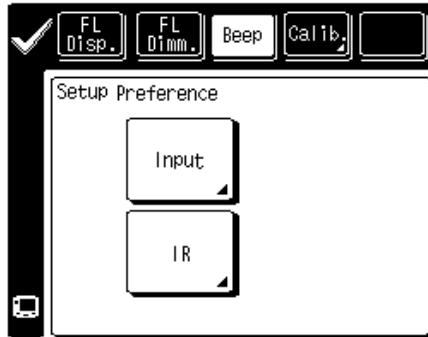 FL
Disp.
FL
Dimm.
Beep
Calib.
Setup Preference
Input
IR